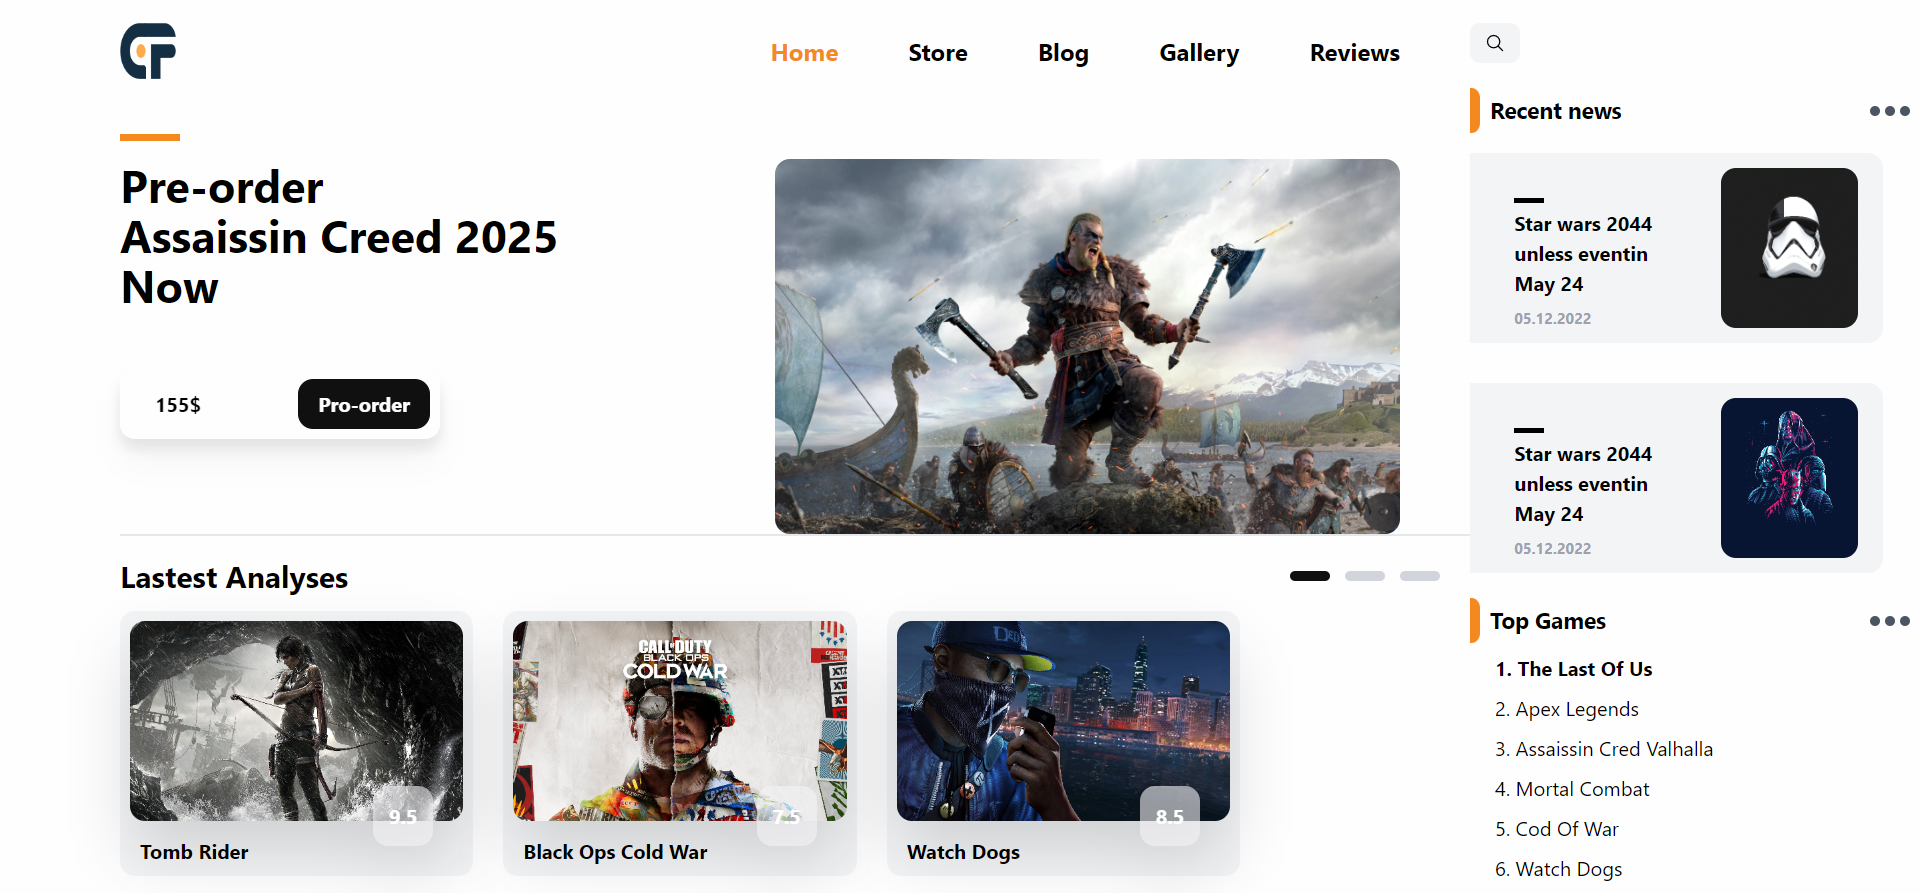 Home Store Blog Gallery Reviews
Pre-order
Assaissin Creed 2025
Now
155$ Pro-order
Lastest Analyses
CALL OF DUTY
BLACK OPS
COLD WAR
9.5
7.5
8.5
Tomb Rider
Black Ops Cold War
Watch Dogs
Recent news
Star wars 2044
unless eventin
May 24
05.12.2022
Star wars 2044
unless eventin
May 24
05.12.2022
Top Games
1. The Last Of Us
2. Apex Legends
3. Assaissin Cred Valhalla
4. Mortal Combat
5. Cod Of War
6. Watch Dogs